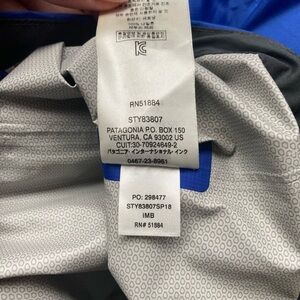 RN51884
STY83807
PATAGONIA P.O. BOX 150
VENTURA, CA 93002 US
CUIT:30-70924649-2
パタゴニア・インターナショナル・インク
0467-23-8961
PO: 298477
STY83807SP18
IMB
RN# 51884